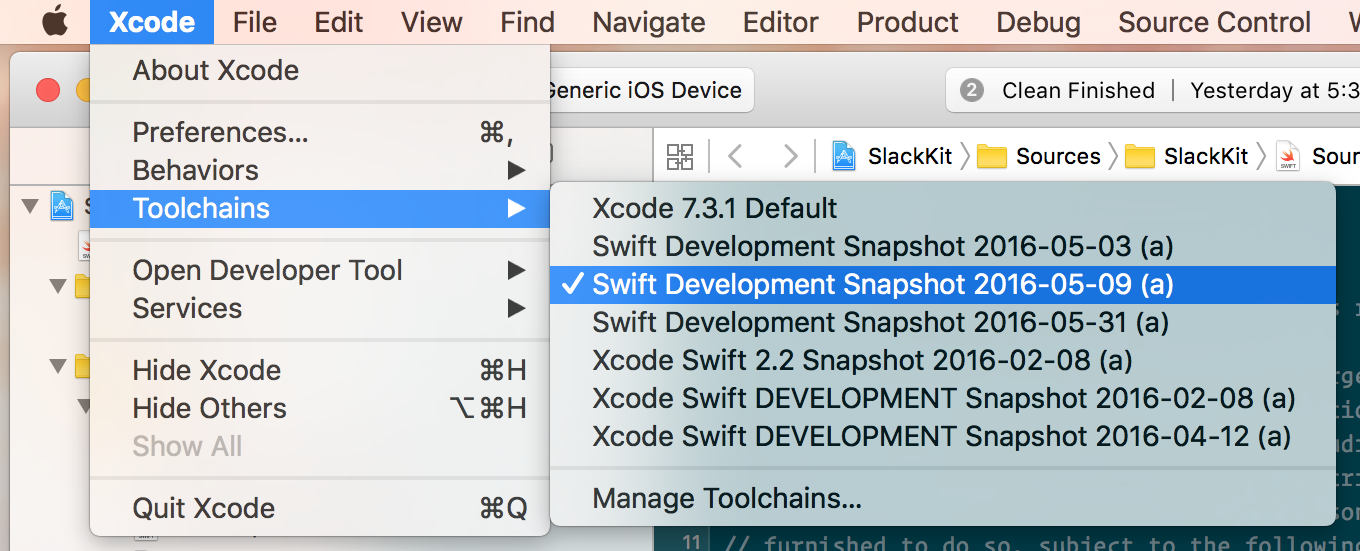 Xcode File Edit View Find Navigate Editor Product Debug Source Control
About Xcode
Generic iOS Device
2 Clean Finished | Yesterday at 5:3
Preferences... ⌘,
Behaviors
SlackKit Sources SlackKit Sour
Toolchains
Xcode 7.3.1 Default
Swift Development Snapshot 2016-05-03 (a)
✓ Swift Development Snapshot 2016-05-09 (a)
Swift Development Snapshot 2016-05-31 (a)
Xcode Swift 2.2 Snapshot 2016-02-08 (a)
Xcode Swift DEVELOPMENT Snapshot 2016-02-08 (a)
Xcode Swift DEVELOPMENT Snapshot 2016-04-12 (a)
Manage Toolchains...
Open Developer Tool
Services
Hide Xcode ⌘H
Hide Others ⌥⌘H
Show All
Quit Xcode ⌘Q
11 // furnished to do so, subject to the following